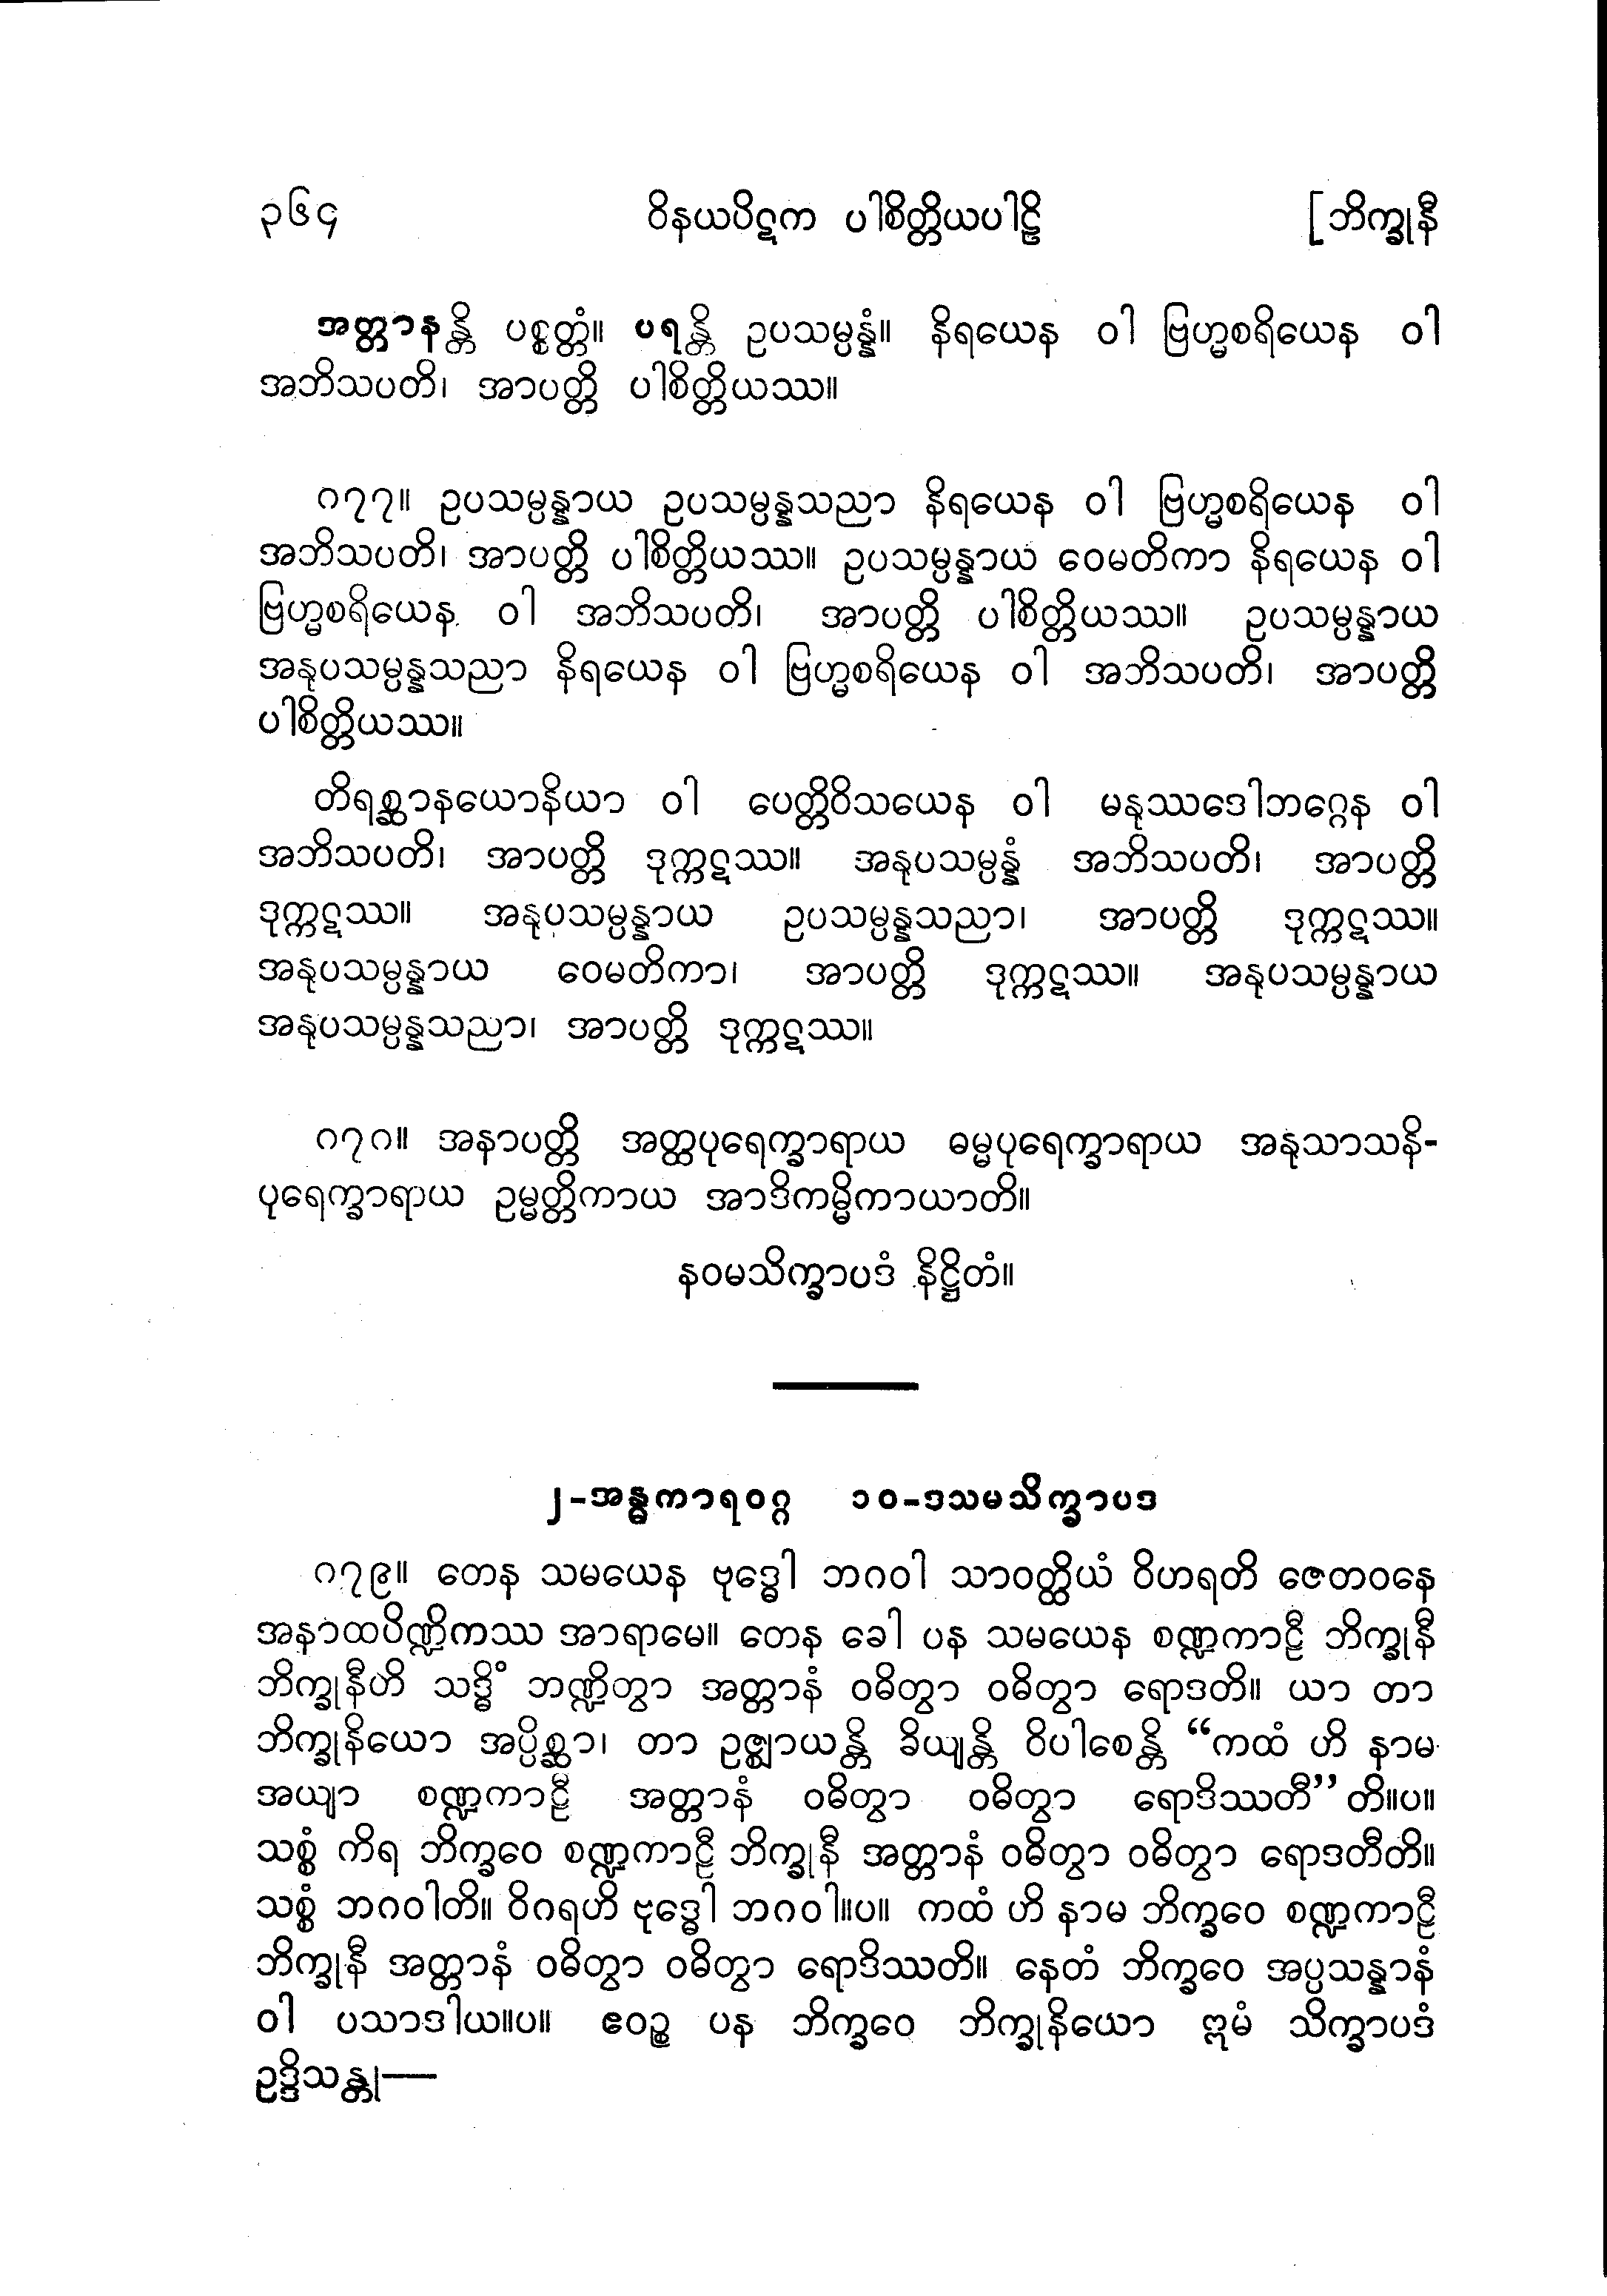 ၃၆၄ ဝိနယပိဋက ပါစိတ္တိယပါဠိ [ဘိက္ခုနီ
အတ္တာနန္တိ ပစ္စတ္တံ။ ပရန္တိ ဥပသမ္ပန္နံ။ နိရယေန ဝါ ဗြဟ္မစရိယေန ဝါ
အဘိသပတိ၊ အာပတ္တိ ပါစိတ္တိယဿ။
၈၇၇။ ဥပသမ္ပန္နာယ ဥပသမ္ပန္နသညာ နိရယေန ဝါ ဗြဟ္မစရိယေန ဝါ
အဘိသပတိ၊ အာပတ္တိ ပါစိတ္တိယဿ။ ဥပသမ္ပန္နာယ ဝေမတိကာ နိရယေန ဝါ
ဗြဟ္မစရိယေန ဝါ အဘိသပတိ၊ အာပတ္တိ ပါစိတ္တိယဿ။ ဥပသမ္ပန္နာယ
အနုပသမ္ပန္နသညာ နိရယေန ဝါ ဗြဟ္မစရိယေန ဝါ အဘိသပတိ၊ အာပတ္တိ
ပါစိတ္တိယဿ။
တိရစ္ဆာနယောနိယာ ဝါ ပေတ္တိဝိသယေန ဝါ မနုဿဒေါဘဂ္ဂေန ဝါ
အဘိသပတိ၊ အာပတ္တိ ဒုက္ကဋဿ။ အနုပသမ္ပန္နံ အဘိသပတိ၊ အာပတ္တိ
ဒုက္ကဋဿ။ အနုပသမ္ပန္နာယ ဥပသမ္ပန္နသညာ၊ အာပတ္တိ ဒုက္ကဋဿ။
အနုပသမ္ပန္နာယ ဝေမတိကာ၊ အာပတ္တိ ဒုက္ကဋဿ။ အနုပသမ္ပန္နာယ
အနုပသမ္ပန္နသညာ၊ အာပတ္တိ ဒုက္ကဋဿ။
၈၇၈။ အနာပတ္တိ အတ္ထပုရေက္ခာရာယ ဓမ္မပုရေက္ခာရာယ အနုသာသနိ-
ပုရေက္ခာရာယ ဥမ္မတ္တိကာယ အာဒိကမ္မိကာယာတိ။
နဝမသိက္ခာပဒံ နိဋ္ဌိတံ။
၂-အန္ဓကာရဝဂ္ဂ ၁၀-ဒသမသိက္ခာပဒ
၈၇၉။ တေန သမယေန ဗုဒ္ဓေါ ဘဂဝါ သာဝတ္ထိယံ ဝိဟရတိ ဇေတဝနေ
အနာထပိဏ္ဍိကဿ အာရာမေ။ တေန ခေါ ပန သမယေန စဏ္ဍကာဠီ ဘိက္ခုနီ
ဘိက္ခုနီဟိ သဒ္ဓိံ ဘဏ္ဍိတွာ အတ္တာနံ ဝဓိတွာ ဝဓိတွာ ရောဒတိ။ ယာ တာ
ဘိက္ခုနိယော အပ္ပိစ္ဆာ၊ တာ ဥဇ္ဈာယန္တိ ခိယျန္တိ ဝိပါစေန္တိ “ကထံ ဟိ နာမ
အယျာ စဏ္ဍကာဠီ အတ္တာနံ ဝဓိတွာ ဝဓိတွာ ရောဒိဿတီ”တိ။ပ။
သစ္စံ ကိရ ဘိက္ခဝေ စဏ္ဍကာဠီ ဘိက္ခုနီ အတ္တာနံ ဝဓိတွာ ဝဓိတွာ ရောဒတီတိ။
သစ္စံ ဘဂဝါတိ။ ဝိဂရဟိ ဗုဒ္ဓေါ ဘဂဝါ။ပ။ ကထံ ဟိ နာမ ဘိက္ခဝေ စဏ္ဍကာဠီ
ဘိက္ခုနီ အတ္တာနံ ဝဓိတွာ ဝဓိတွာ ရောဒိဿတိ။ နေတံ ဘိက္ခဝေ အပ္ပသန္နာနံ
ဝါ ပသာဒါယ။ပ။ ဧဝဉ္စ ပန ဘိက္ခဝေ ဘိက္ခုနိယော ဣမံ သိက္ခာပဒံ
ဥဒ္ဒိသန္တု—